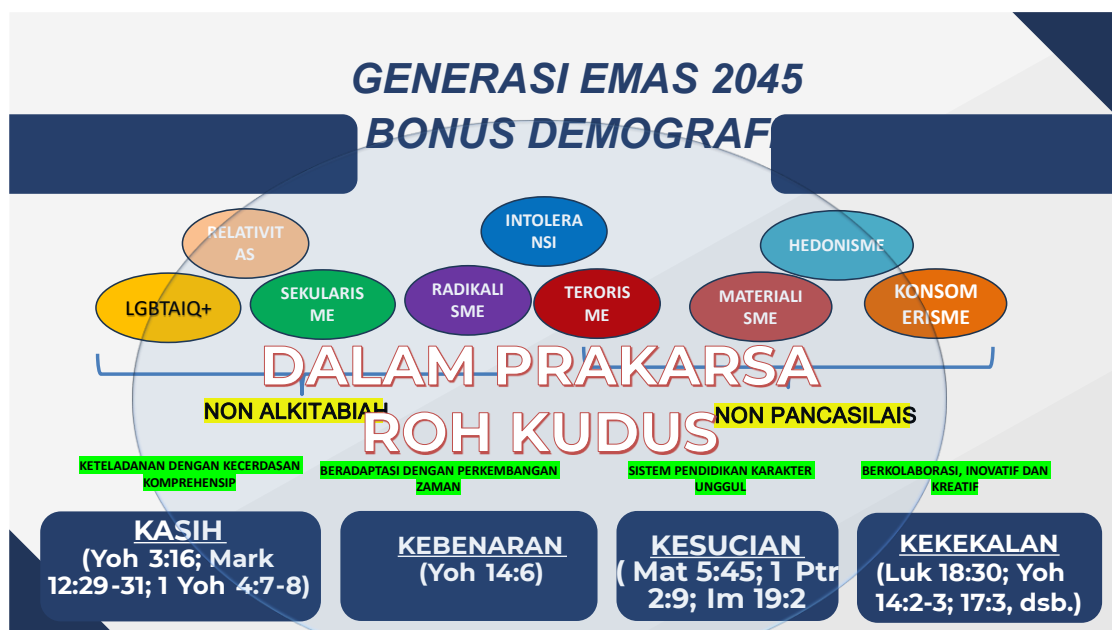 GENERASI EMAS 2045
BONUS DEMOGRAFI
RELATIVIT
AS
INTOLERA
NSI
HEDONISME
LGBTAIQ+
SEKULARIS
ME
RADIKALI
SME
TERORIS
ME
MATERIALI
SME
KONSOM
ERISME
DALAM PRAKARSA
ROH KUDUS
NON ALKITABIAH
NON PANCASILAIS
KETELADANAN DENGAN KECERDASAN
KOMPREHENSIP
BERADAPTASI DENGAN PERKEMBANGAN
ZAMAN
SISTEM PENDIDIKAN KARAKTER
UNGGUL
BERKOLABORASI, INOVATIF DAN
KREATIF
KASIH
(Yoh 3:16; Mark
12:29-31; 1 Yoh 4:7-8)
KEBENARAN
(Yoh 14:6)
KESUCIAN
( Mat 5:45; 1 Ptr
2:9; Im 19:2
KEKEKALAN
(Luk 18:30; Yoh
14:2-3; 17:3, dsb.)